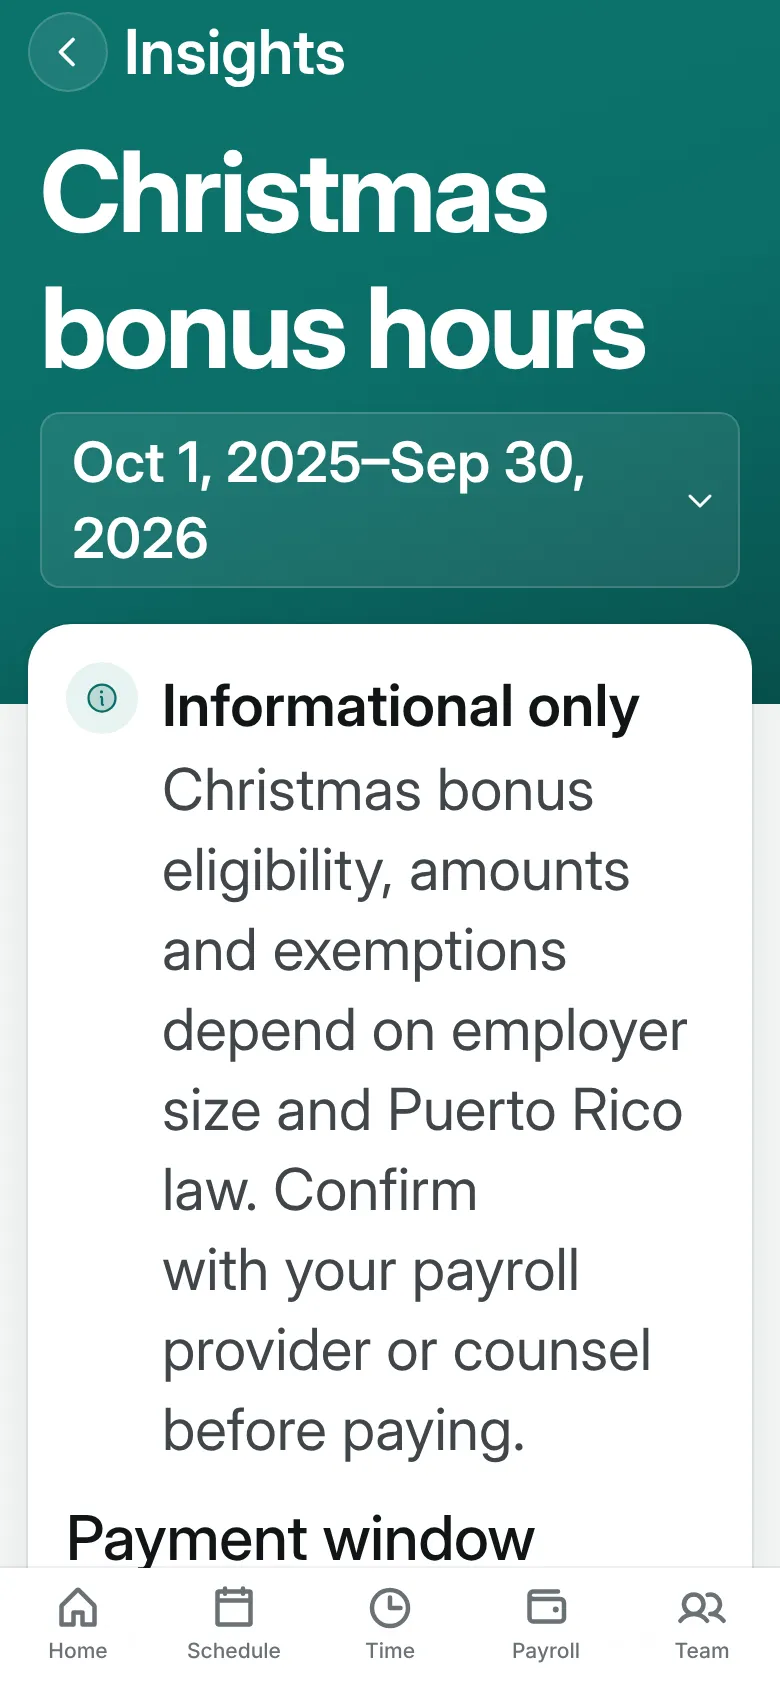 Insights
Christmas
bonus hours
Oct 1, 2025–Sep 30,
2026
Informational only
Christmas bonus
eligibility, amounts
and exemptions
depend on employer
size and Puerto Rico
law. Confirm
with your payroll
provider or counsel
before paying.
Payment window
Home
Schedule
Time
Payroll
Team